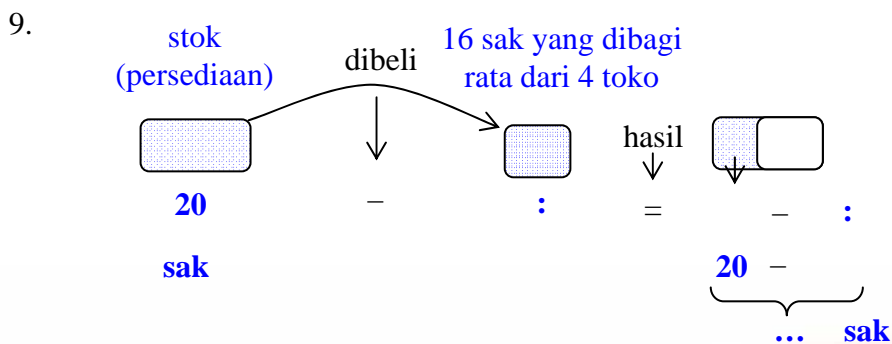 9.
stok
(persediaan)
dibeli
16 sak yang dibagi
rata dari 4 toko
hasil
20 – : = – :
sak 20 –
... sak